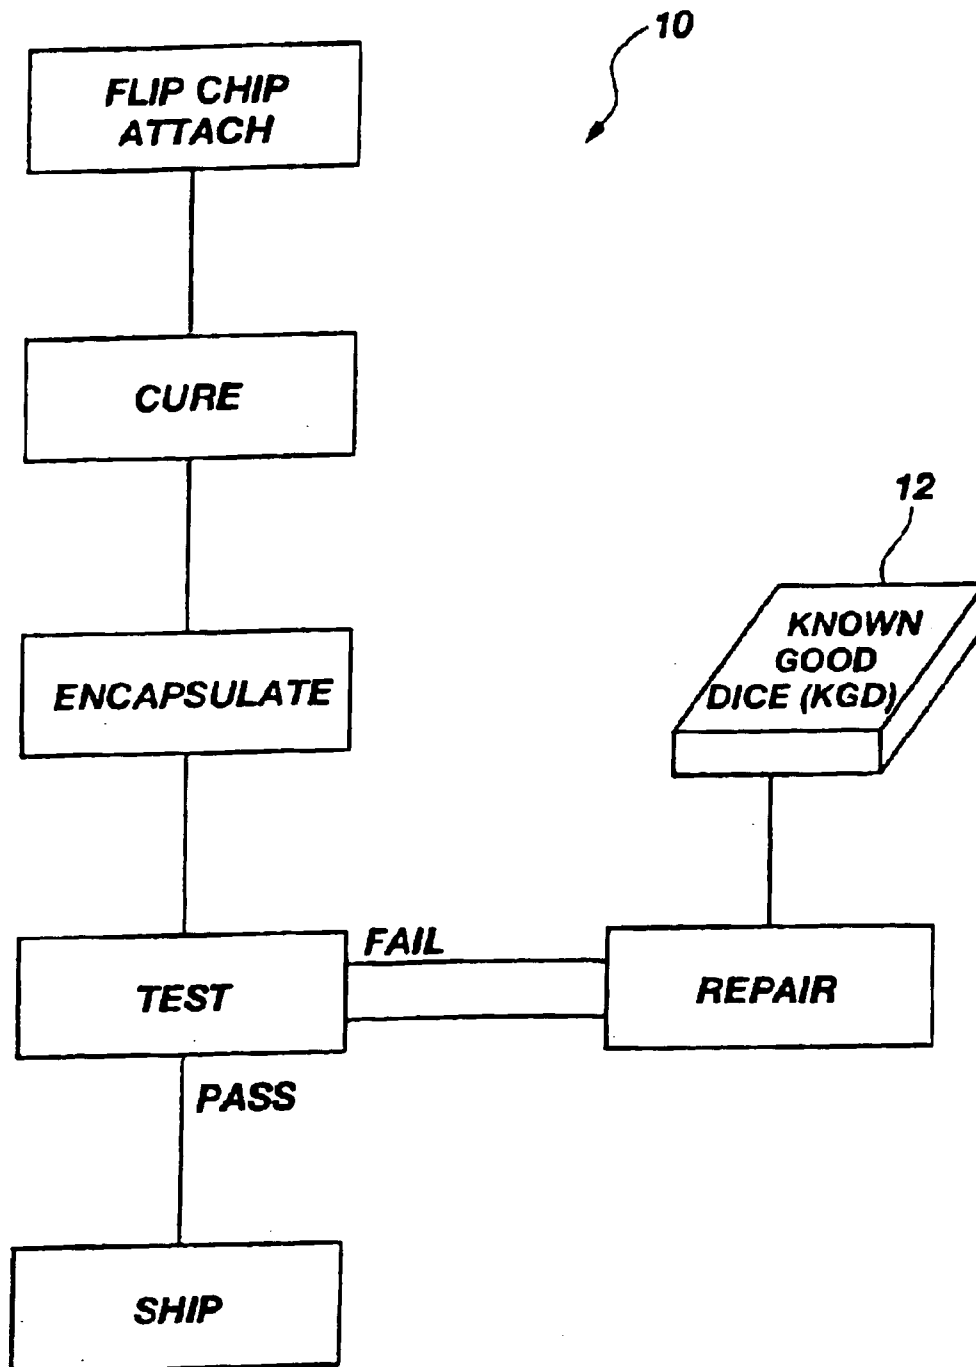 10
FLIP CHIP
ATTACH
CURE
12
KNOWN
GOOD
DICE (KGD)
ENCAPSULATE
FAIL
TEST
REPAIR
PASS
SHIP